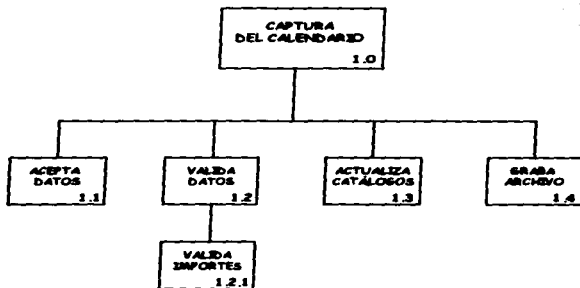 CAPTURA
DEL CALENDARIO
1.0
ACEPTA
DATOS
1.1
VALIDA
DATOS
1.2
ACTUALIZA
CATÁLOGOS
1.3
GRABA
ARCHIVO
1.4
VALIDA
IMPORTES
1.2.1